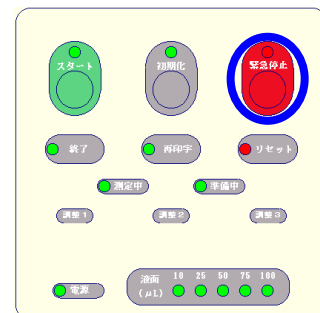 スタート 初期化 緊急停止
終了 再印字 リセット
測定中 準備中
調整1 調整2 調整3
電源 液面 10 25 50 75 100
(μL)